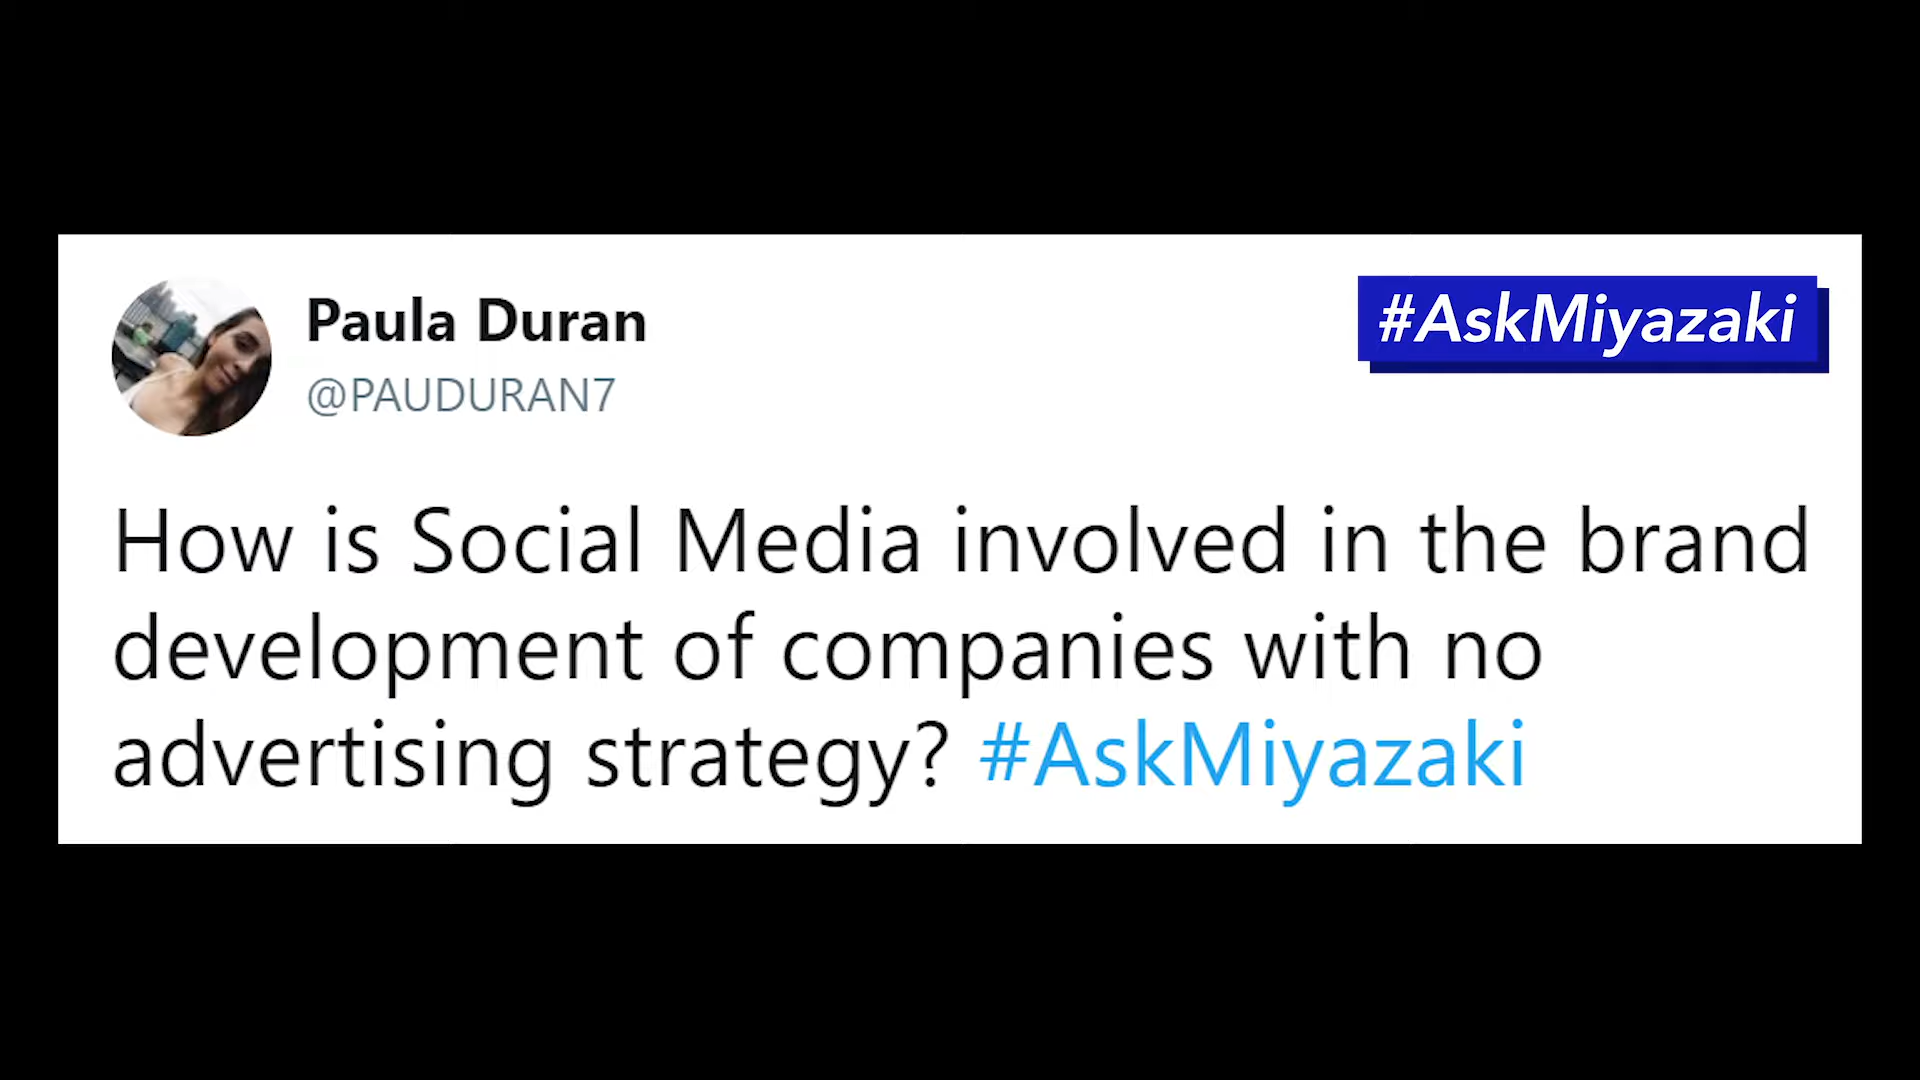 Paula Duran
#AskMiyazaki
@PAUDURAN7
How is Social Media involved in the brand
development of companies with no
advertising strategy? #AskMiyazaki